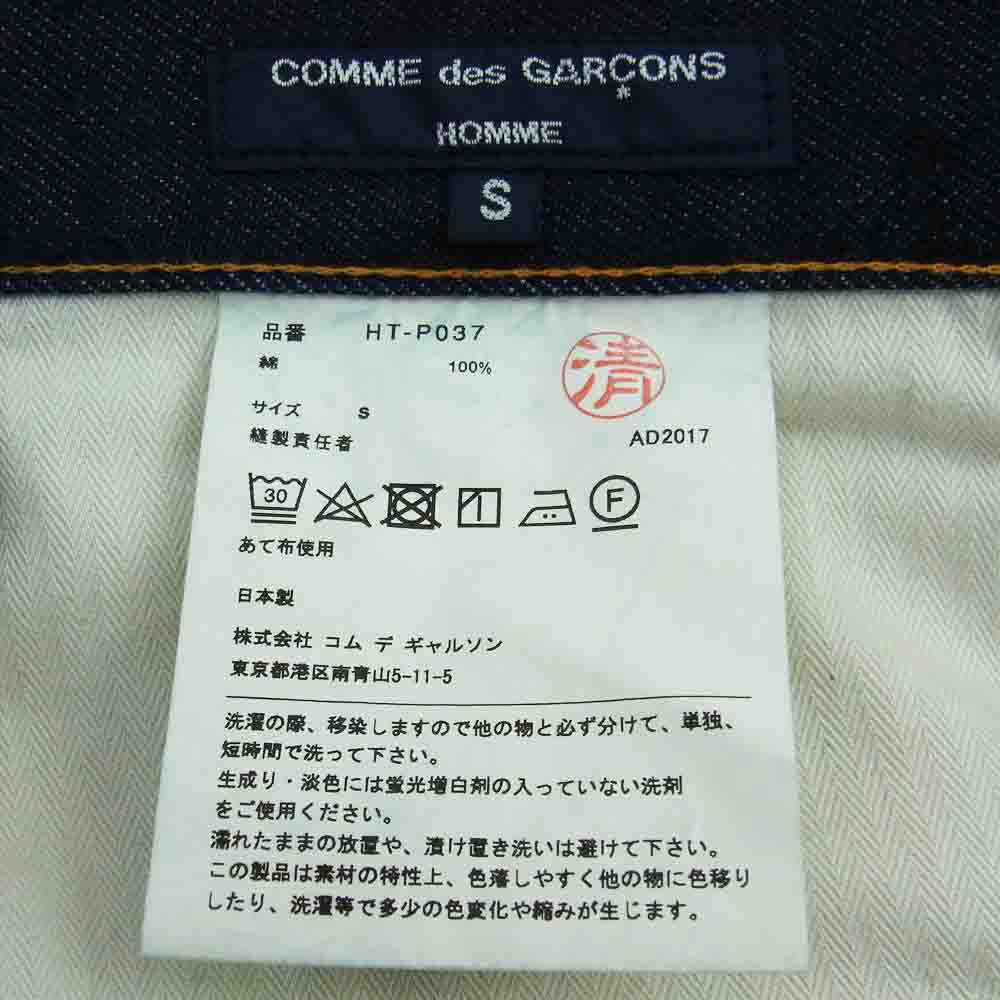 COMME des GARÇONS
*
HOMME
S
品番 HT-P037
綿 100%
清
サイズ S
縫製責任者 AD2017
30 F
あて布使用
日本製
株式会社 コム デ ギャルソン
東京都港区南青山5-11-5
洗濯の際、移染しますので他の物と必ず分けて、単独、
短時間で洗って下さい。
生成り・淡色には蛍光増白剤の入っていない洗剤
をご使用ください。
濡れたままの放置や、漬け置き洗いは避けて下さい。
この製品は素材の特性上、色落しやすく他の物に色移り
したり、洗濯等で多少の色変化や縮みが生じます。